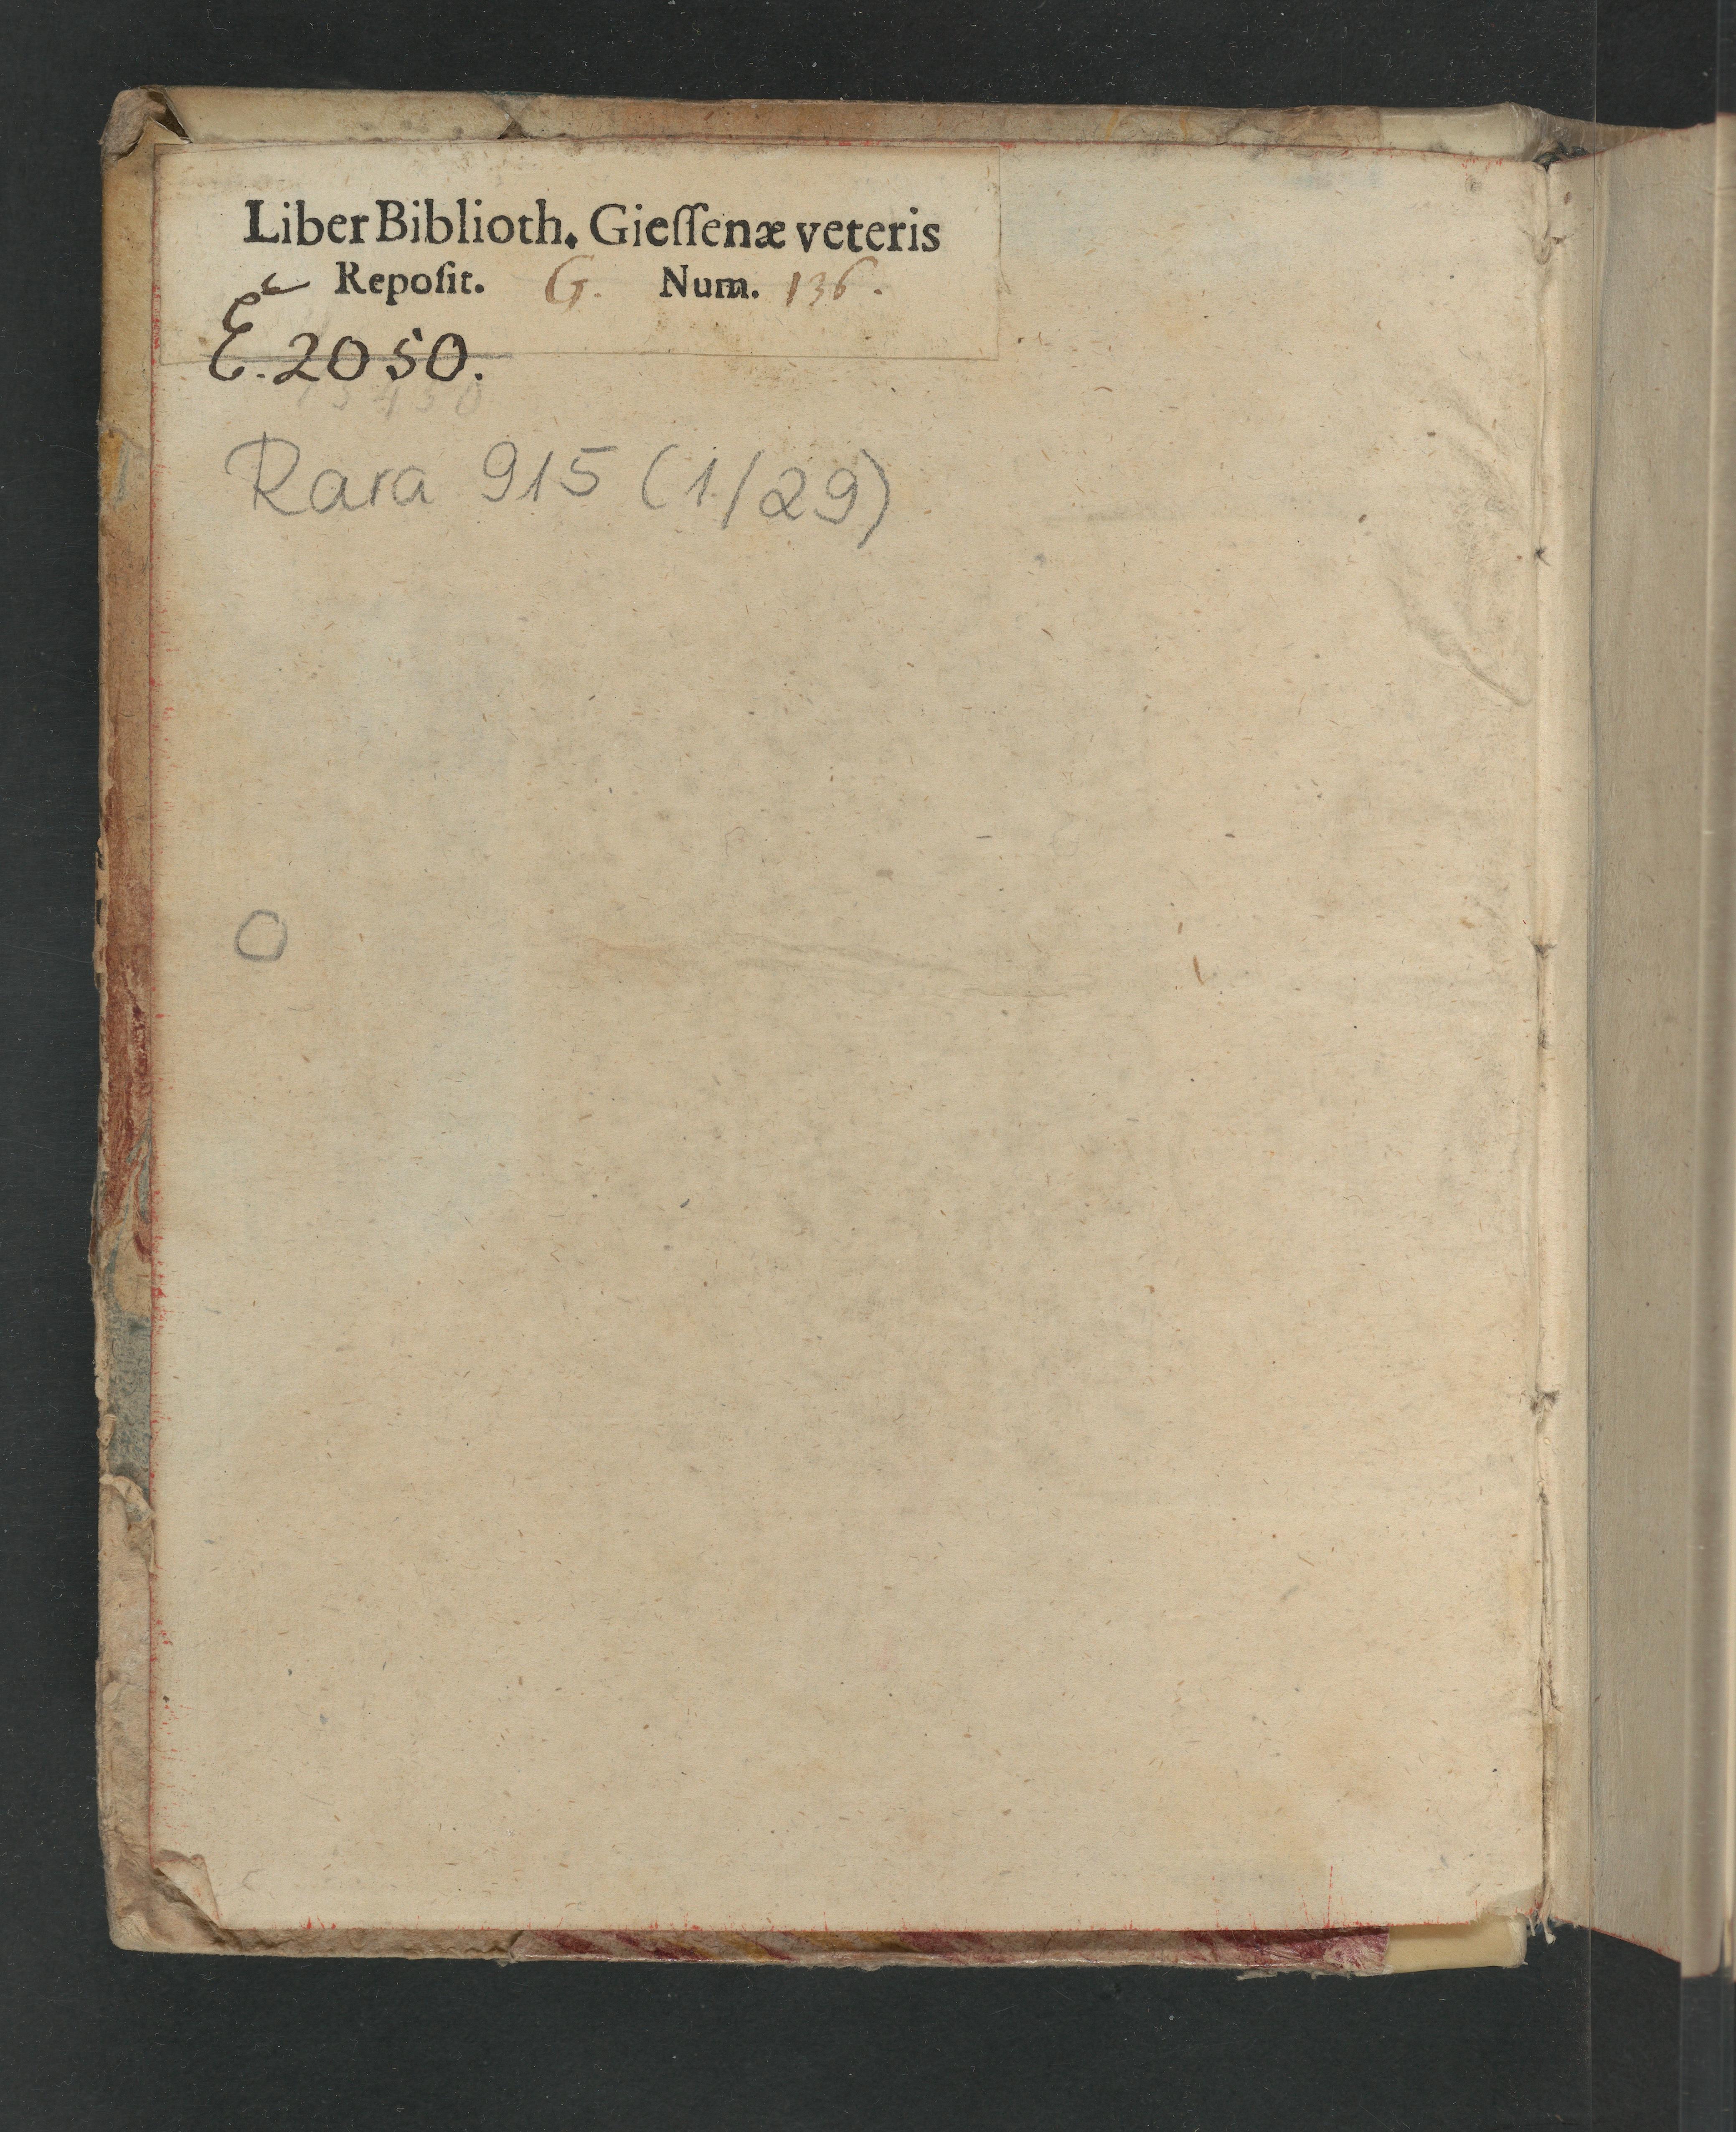 Liber Biblioth. Gieſſenæ veteris
Repoſit. G. Num. 136.
E. 2050.
Rara 915 (1/29)